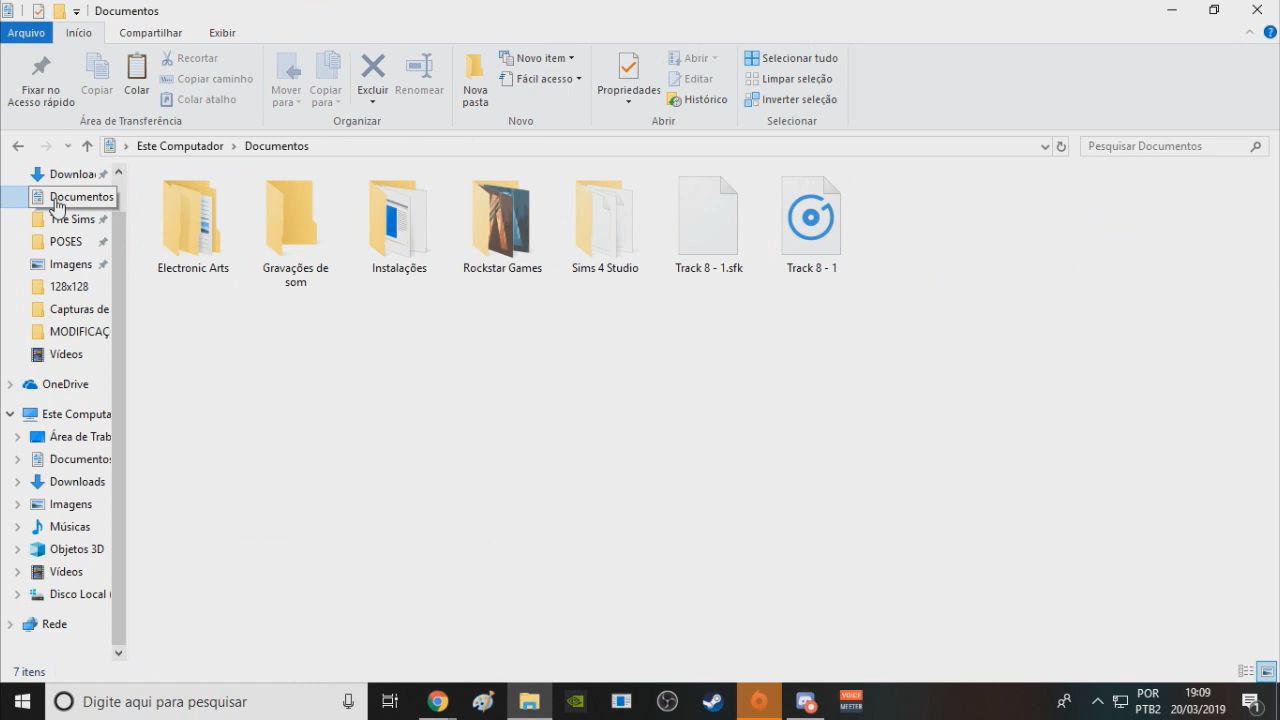 Documentos
Arquivo
Início
Compartilhar
Exibir
Fixar no
Acesso rápido
Copiar
Colar
Recortar
Copiar caminho
Colar atalho
Área de Transferência
Mover
para
Copiar
para
Excluir
Renomear
Organizar
Nova
pasta
Novo item
Fácil acesso
Novo
Propriedades
Abrir
Editar
Histórico
Abrir
Selecionar tudo
Limpar seleção
Inverter seleção
Selecionar
Este Computador > Documentos
Pesquisar Documentos
Downloa
Documentos
The Sims
POSES
Imagens
128x128
Capturas de
MODIFICAÇ
Vídeos
OneDrive
Este Computa
Área de Trab
Documentos
Downloads
Imagens
Músicas
Objetos 3D
Vídeos
Disco Local (
Rede
Electronic Arts
Gravações de
som
Instalações
Rockstar Games
Sims 4 Studio
Track 8 - 1.sfk
Track 8 - 1
7 itens
Digite aqui para pesquisar
VOICE
MEETER
POR
PTB2
19:09
20/03/2019
1